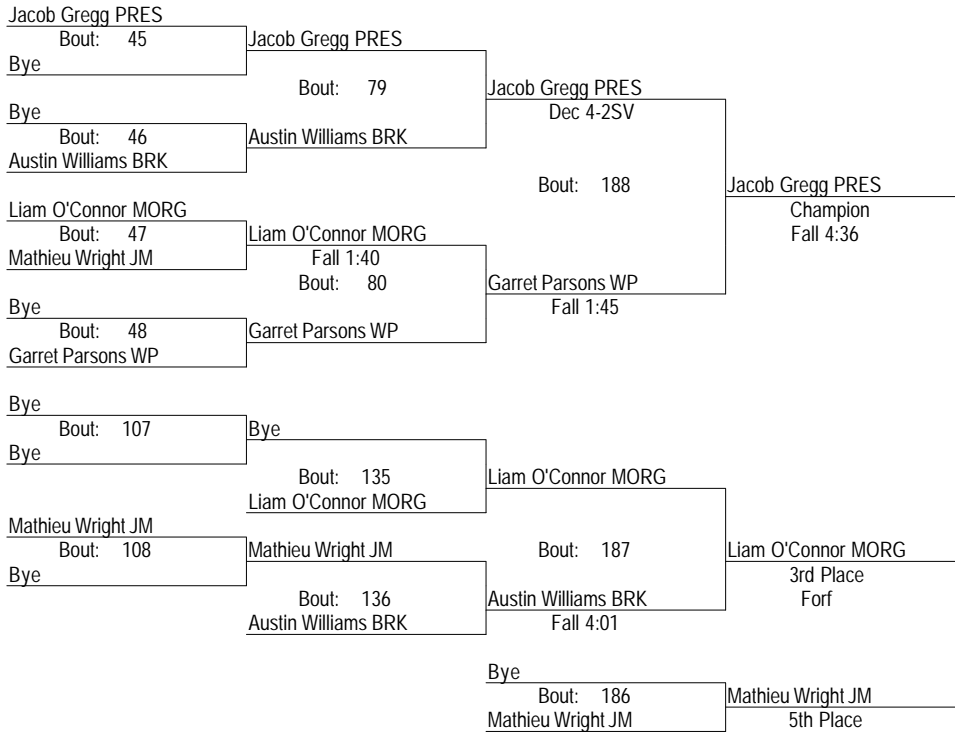 Jacob Gregg PRES
Bout: 45
Jacob Gregg PRES
Bye
Bout: 79
Jacob Gregg PRES
Bye
Dec 4-2SV
Bout: 46
Austin Williams BRK
Austin Williams BRK
Bout: 188
Jacob Gregg PRES
Liam O'Connor MORG
Champion
Bout: 47
Liam O'Connor MORG
Fall 4:36
Mathieu Wright JM
Fall 1:40
Bout: 80
Garret Parsons WP
Bye
Fall 1:45
Bout: 48
Garret Parsons WP
Garret Parsons WP
Bye
Bout: 107
Bye
Bye
Bout: 135
Liam O'Connor MORG
Liam O'Connor MORG
Mathieu Wright JM
Bout: 108
Mathieu Wright JM
Bout: 187
Liam O'Connor MORG
Bye
3rd Place
Bout: 136
Austin Williams BRK
Forf
Austin Williams BRK
Fall 4:01
Bye
Bout: 186
Mathieu Wright JM
Mathieu Wright JM
5th Place